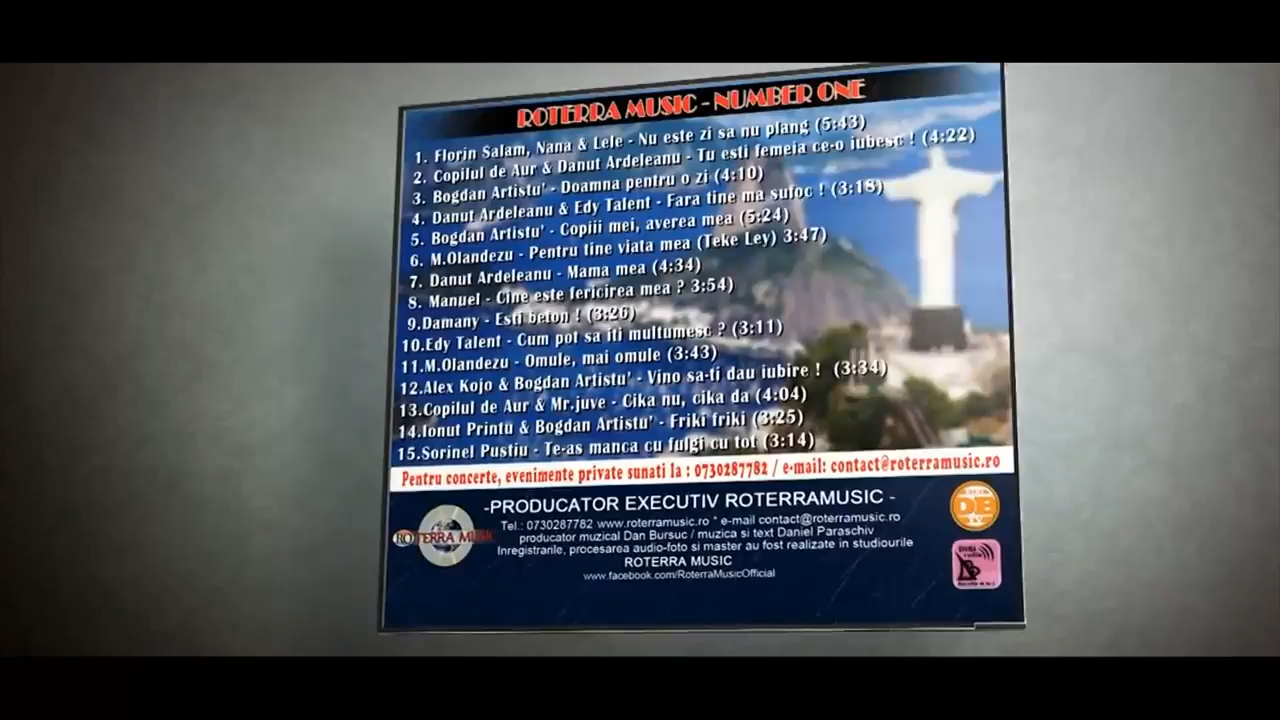 ROTERRA MUSIC - NUMBER ONE
1. Florin Salam, Nana & Lele - Nu este zi sa nu plang (5:43)
2. Copilul de Aur & Danut Ardeleanu - Tu esti femeia ce-o iubesc ! (4:22)
3. Bogdan Artistu' - Doamna pentru o zi (4:10)
4. Danut Ardeleanu & Edy Talent - Fara tine ma sufoc ! (3:18)
5. Bogdan Artistu' - Copiii mei, averea mea (5:24)
6. M.Olandezu - Pentru tine viata mea (Teke Ley) 3:47)
7. Danut Ardeleanu - Mama mea (4:34)
8. Manuel - Cine este fericirea mea ? 3:54)
9.Damany - Esti beton ! (3:26)
10.Edy Talent - Cum pot sa iti multumesc ? (3:11)
11.M.Olandezu - Omule, mai omule (3:43)
12.Alex Kojo & Bogdan Artistu' - Vino sa-ti dau iubire ! (3:34)
13.Copilul de Aur & Mr.juve - Cika nu, cika da (4:04)
14.Ionut Printu & Bogdan Artistu' - Friki friki (3:25)
15.Sorinel Pustiu - Te-as manca cu fulgi cu tot (3:14)
Pentru concerte, evenimente private sunati la : 0730287782 / e-mail: contact@roterramusic.ro
-PRODUCATOR EXECUTIV ROTERRAMUSIC -
Tel.: 0730287782 www.roterramusic.ro * e-mail contact@roterramusic.ro
producator muzical Dan Bursuc / muzica si text Daniel Paraschiv
Inregistrarile, procesarea audio-foto si master au fost realizate in studiourile
ROTERRA MUSIC
www.facebook.com/RoterraMusicOfficial
ROTERRA MUSIC
DB
TV